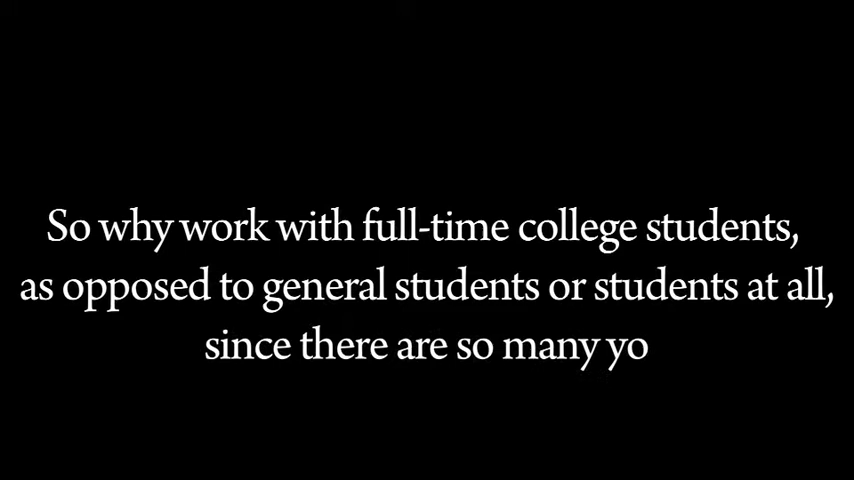 So why work with full-time college students,
as opposed to general students or students at all,
since there are so many yo